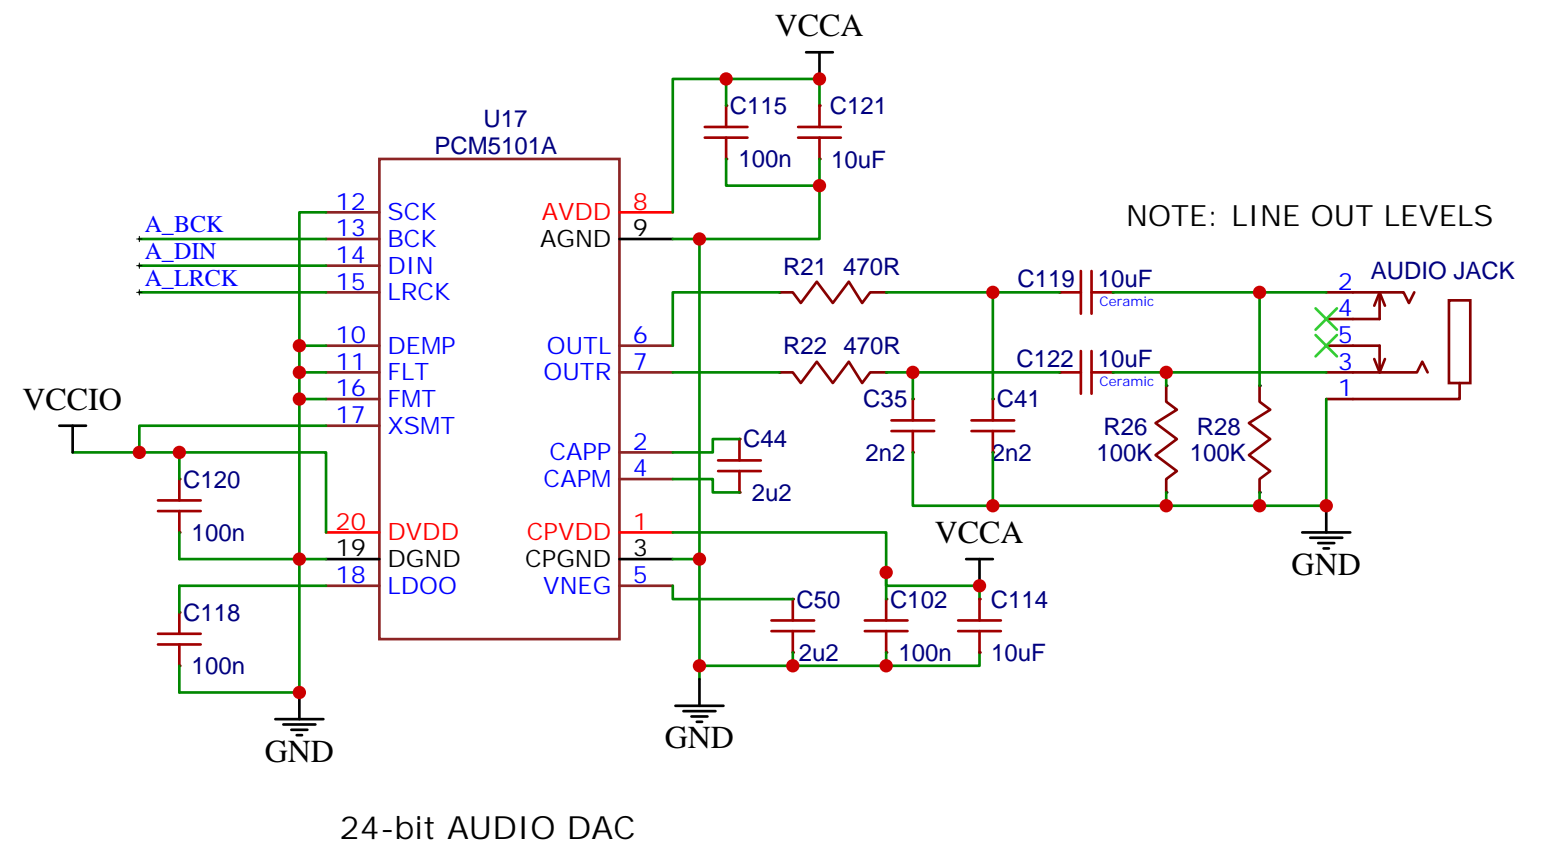 VCCA
C115
C121
100n
10uF
U17
PCM5101A
12
SCK
AVDD
8
A_BCK
13
BCK
AGND
9
A_DIN
14
DIN
A_LRCK
15
LRCK
NOTE: LINE OUT LEVELS
R21 470R
C119
10uF
Ceramic
AUDIO JACK
2
4
5
3
1
10
DEMP
OUTL
6
11
FLT
OUTR
7
R22 470R
C122
10uF
Ceramic
16
FMT
17
XSMT
VCCIO
C35
2n2
C41
2n2
R26
100K
R28
100K
CAPP
2
CAPM
4
C44
2u2
C120
100n
20
DVDD
CPVDD
1
19
DGND
CPGND
3
18
LDOO
VNEG
5
VCCA
GND
C118
100n
C50
2u2
C102
100n
C114
10uF
GND
GND
24-bit AUDIO DAC